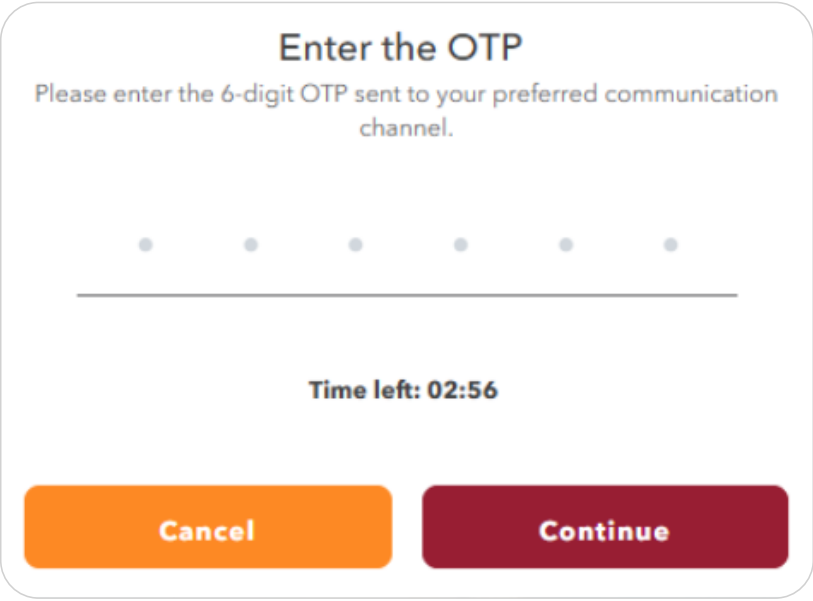 Enter the OTP
Please enter the 6-digit OTP sent to your preferred communication
channel.
Time left: 02:56
Cancel
Continue